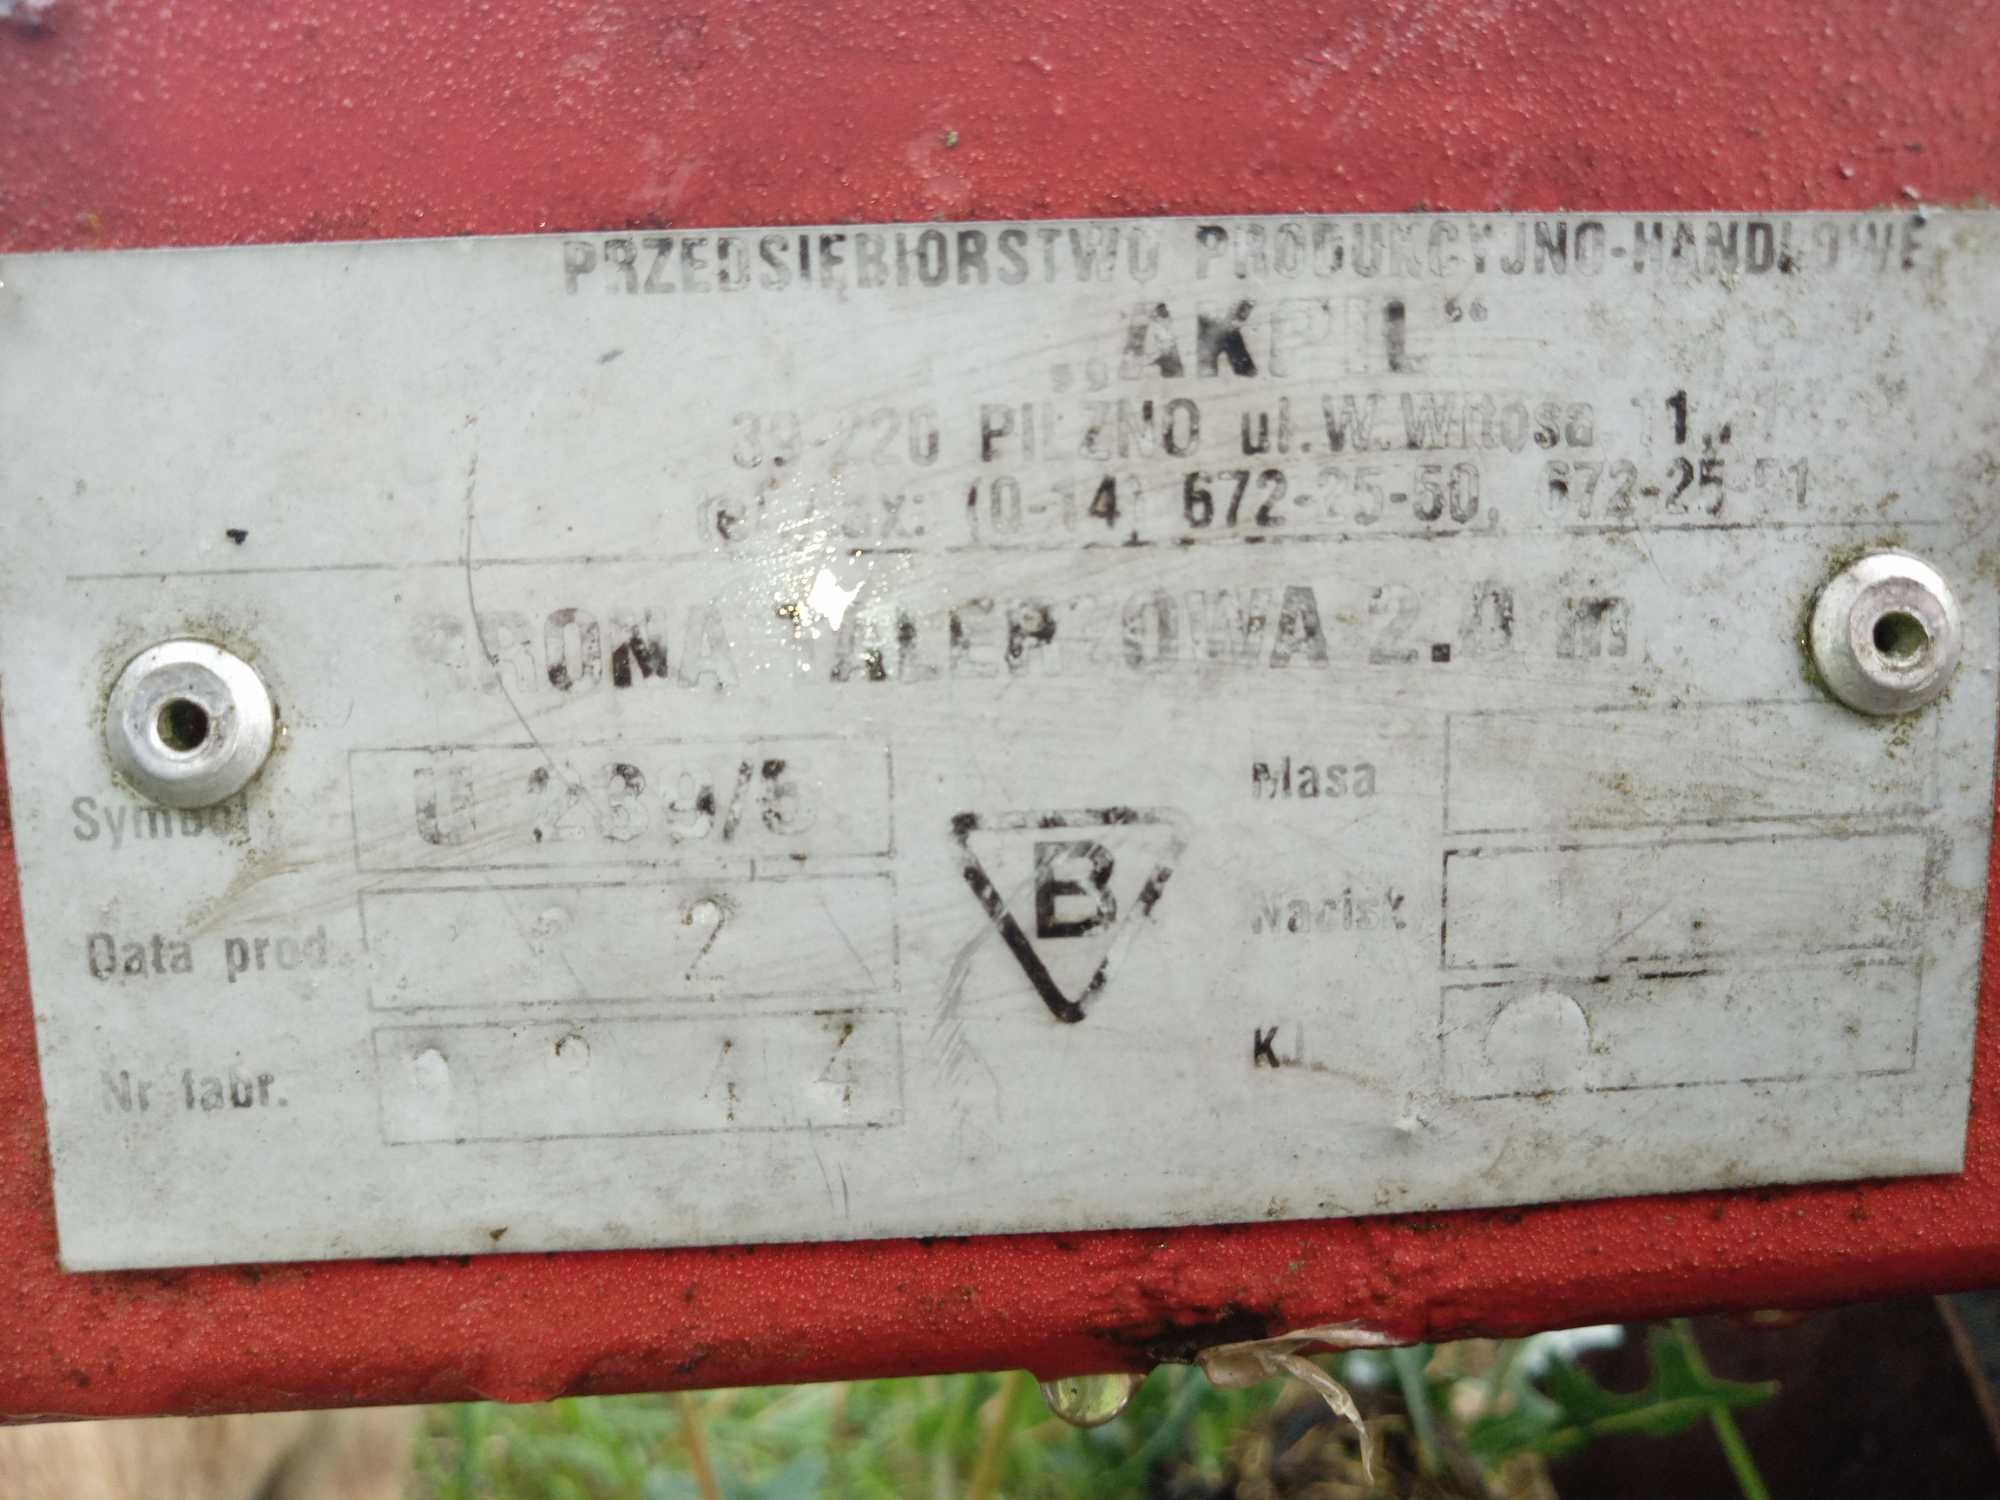 PRZEDSIĘBIORSTWO PRODUKCYJNO-HANDLOWE
„AKPIL"
39-220 PILZNO ul. W. Witosa 11,
(0-14) 672-25-50, 672-25-51
BRONA TALERZOWA 2.0 m
Symbol U 289/5
Masa
B
Data prod. 2
Nacisk
KJ
Nr fabr.